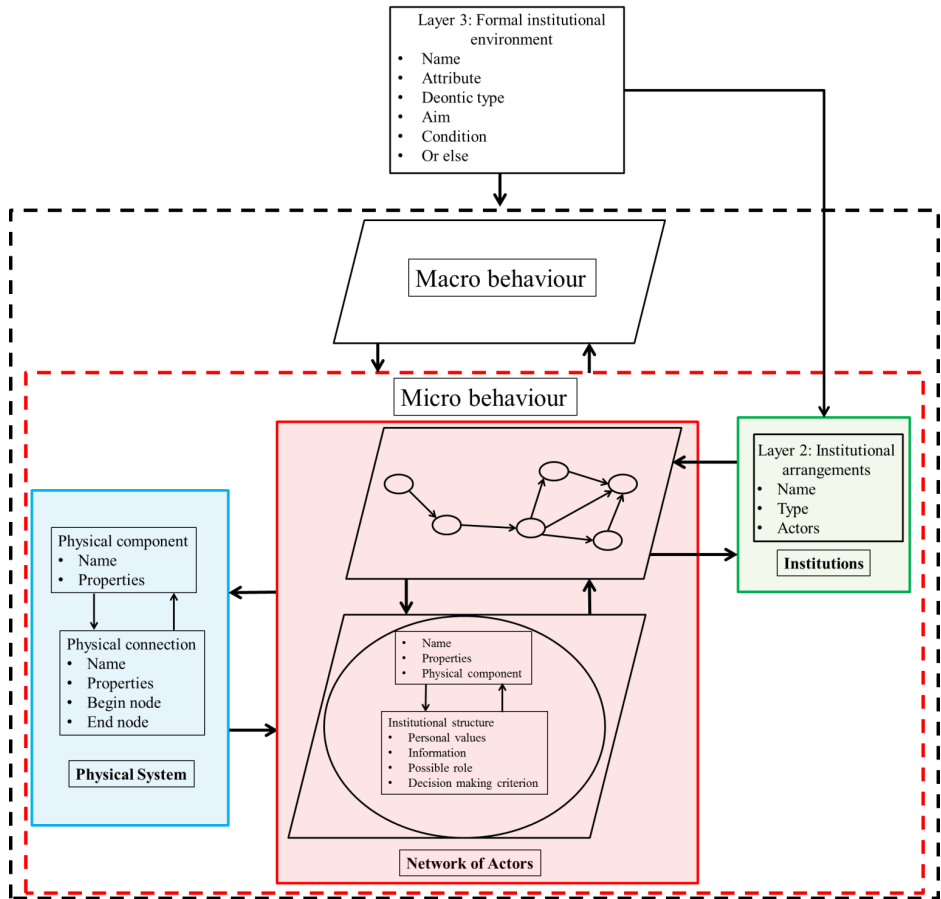 Layer 3: Formal institutional
environment
• Name
• Attribute
• Deontic type
• Aim
• Condition
• Or else
Macro behaviour
Micro behaviour
Layer 2: Institutional
arrangements
• Name
• Type
• Actors
Institutions
Physical component
• Name
• Properties
Physical connection
• Name
• Properties
• Begin node
• End node
Physical System
• Name
• Properties
• Physical component
Institutional structure
• Personal values
• Information
• Possible role
• Decision making criterion
Network of Actors